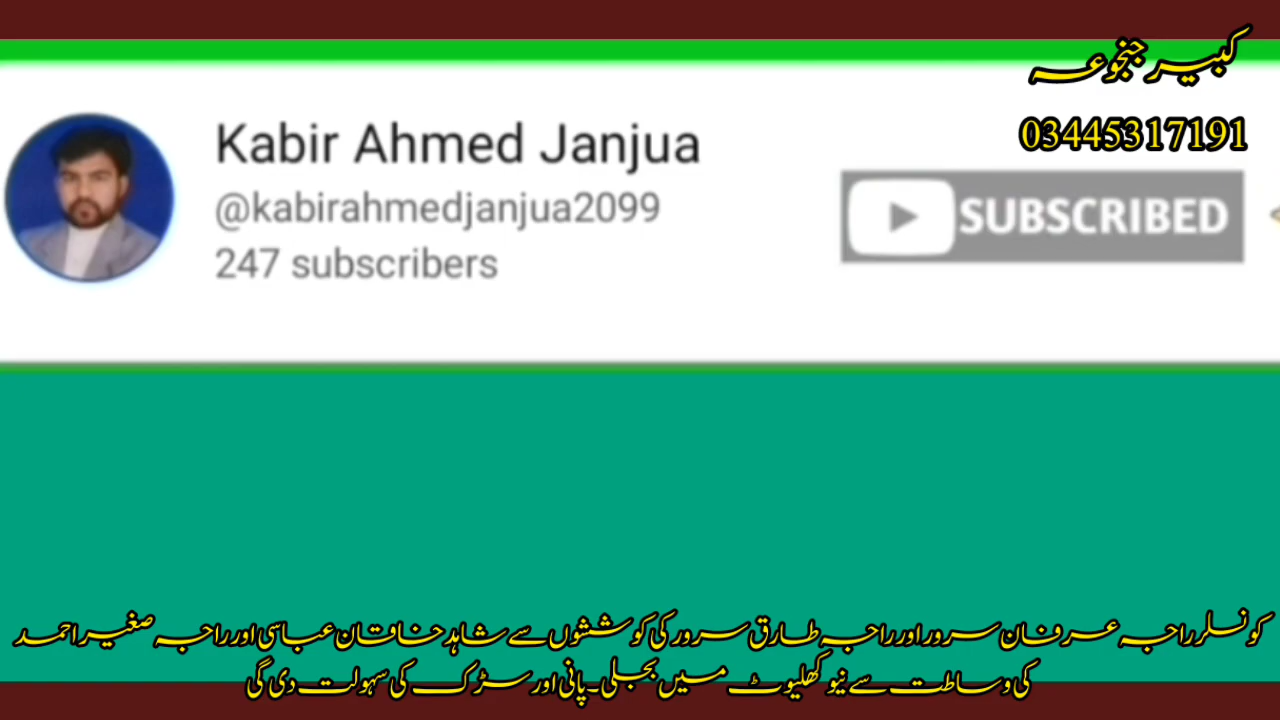 کبیر جنجوعہ
03445317191
Kabir Ahmed Janjua
@kabirahmedjanjua2099
247 subscribers
SUBSCRIBED
کونسلر راجہ عرفان سرور اور راجہ طارق سرور کی کوششوں سے شاہد خاقان عباسی اور راجہ صغیر احمد
کی وساطت سے نیو کھلیوٹ میں بجلی۔پانی اور سڑک کی سہولت دی گی